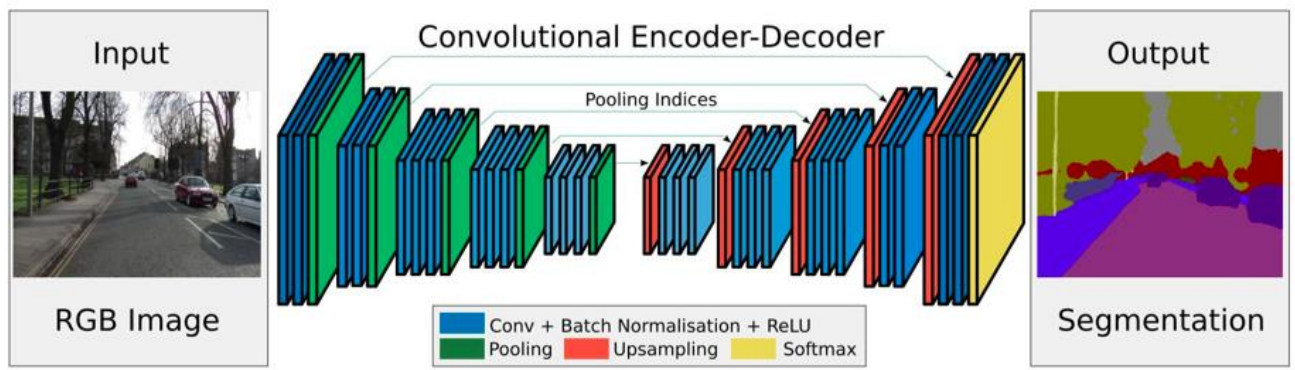 Input
RGB Image
Convolutional Encoder-Decoder
Pooling Indices
Conv + Batch Normalisation + ReLU
Pooling
Upsampling
Softmax
Output
Segmentation